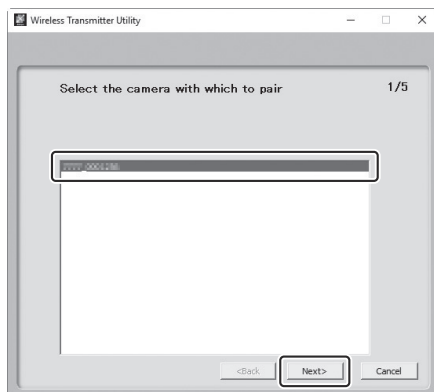 Wireless Transmitter Utility
Select the camera with which to pair 1/5
<Back Next> Cancel